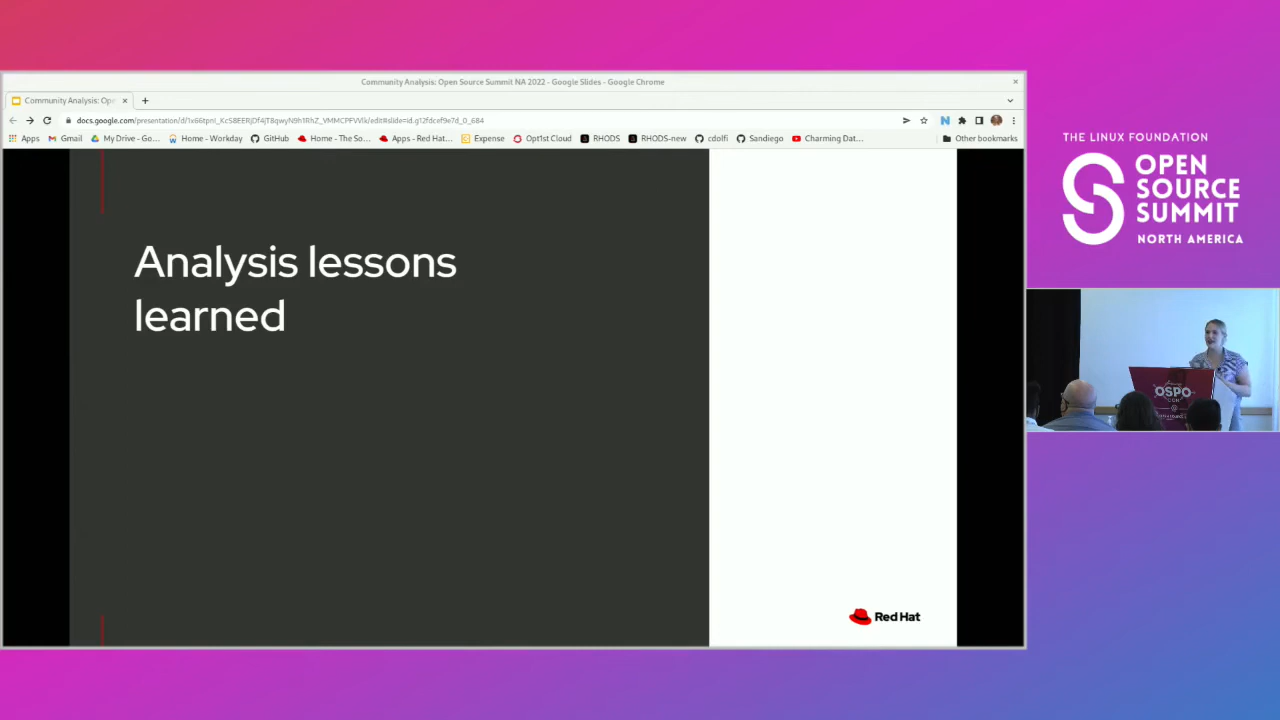 Community Analysis: Open Source Summit NA 2022 - Google Slides - Google Chrome
Community Analysis: Op
Apps
Gmail
My Drive - Go...
Home - Workday
GitHub
Home - The So...
Apps - Red Hat...
Expense
Opt1st Cloud
RHODS
RHODS-new
cdolfi
Sandiego
Charming Dat...
Other bookmarks
Analysis lessons
learned
Red Hat
THE LINUX FOUNDATION
OPEN
SOURCE
SUMMIT
NORTH AMERICA
OSPO
CON